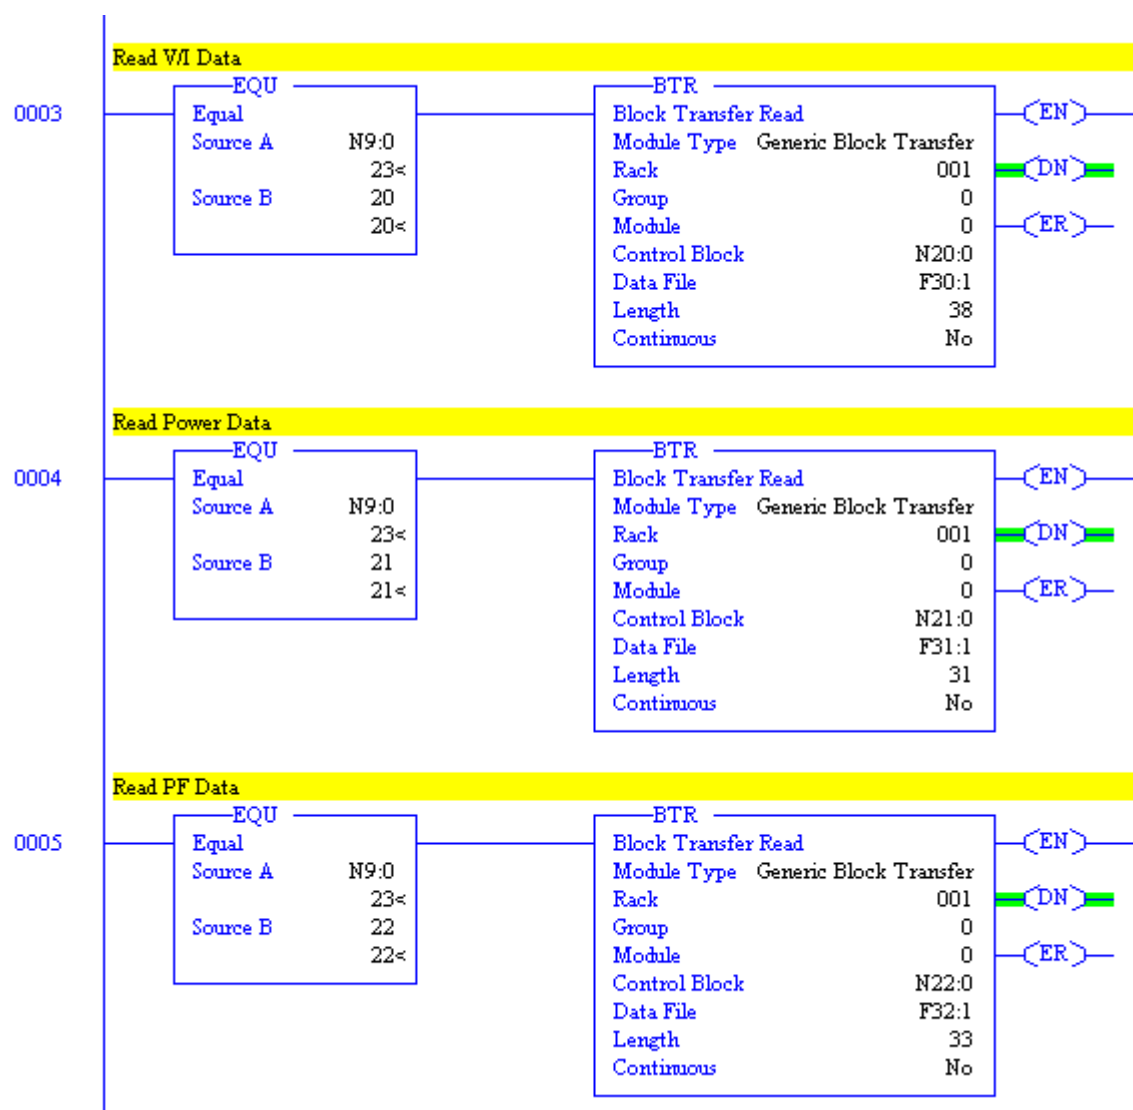 Read V/I Data
EQU BTR
0003 Equal Block Transfer Read EN
Source A N9:0 Module Type Generic Block Transfer
23< Rack 001 DN
Source B 20 Group 0
20< Module 0 ER
Control Block N20:0
Data File F30:1
Length 38
Continuous No
Read Power Data
EQU BTR
0004 Equal Block Transfer Read EN
Source A N9:0 Module Type Generic Block Transfer
23< Rack 001 DN
Source B 21 Group 0
21< Module 0 ER
Control Block N21:0
Data File F31:1
Length 31
Continuous No
Read PF Data
EQU BTR
0005 Equal Block Transfer Read EN
Source A N9:0 Module Type Generic Block Transfer
23< Rack 001 DN
Source B 22 Group 0
22< Module 0 ER
Control Block N22:0
Data File F32:1
Length 33
Continuous No